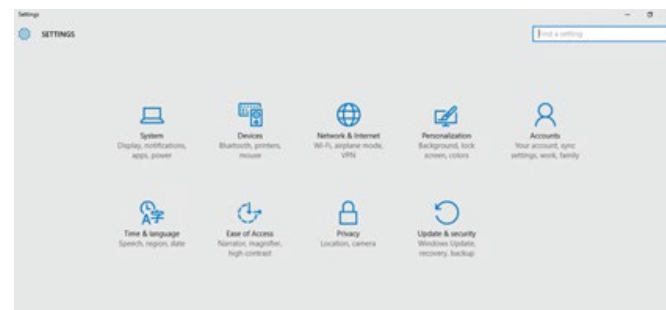 Settings
SETTINGS
Find a setting
System
Display, notifications,
apps, power
Devices
Bluetooth, printers,
mouse
Network & Internet
Wi-Fi, airplane mode,
VPN
Personalization
Background, lock
screen, colors
Accounts
Your account, sync
settings, work, family
A字
Time & language
Speech, region, date
Ease of Access
Narrator, magnifier,
high contrast
Privacy
Location, camera
Update & security
Windows Update,
recovery, backup